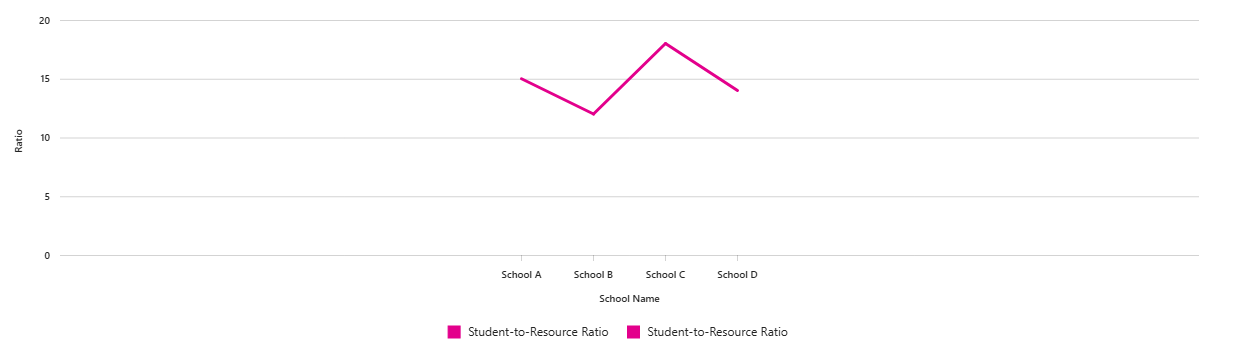 20
15
10
5
0
Ratio
School A School B School C School D
School Name
Student-to-Resource Ratio Student-to-Resource Ratio